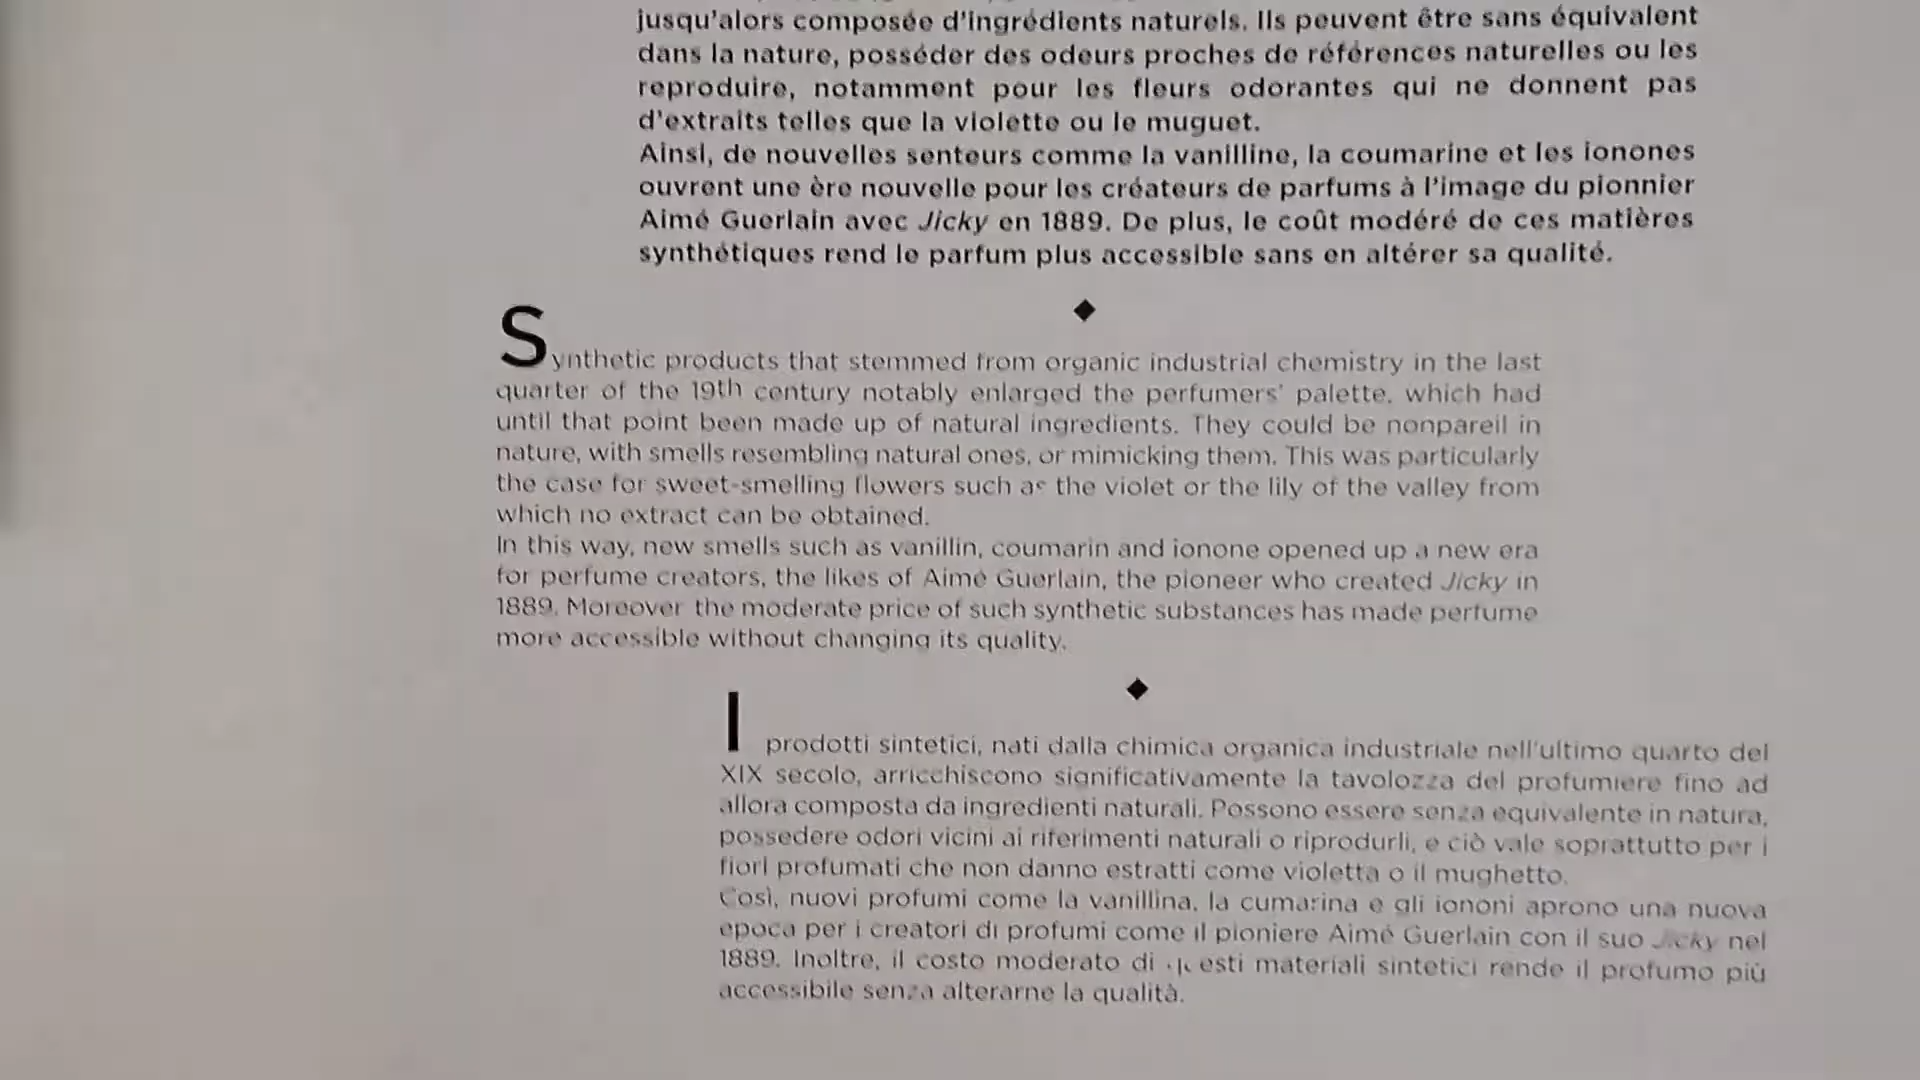 jusqu'alors composée d'ingrédients naturels. Ils peuvent être sans équivalent
dans la nature, posséder des odeurs proches de références naturelles ou les
reproduire, notamment pour les fleurs odorantes qui ne donnent pas
d'extraits telles que la violette ou le muguet.
Ainsi, de nouvelles senteurs comme la vanilline, la coumarine et les ionones
ouvrent une ère nouvelle pour les créateurs de parfums à l'image du pionnier
Aimé Guerlain avec Jicky en 1889. De plus, le coût modéré de ces matières
synthétiques rend le parfum plus accessible sans en altérer sa qualité.
Synthetic products that stemmed from organic industrial chemistry in the last
quarter of the 19th century notably enlarged the perfumers' palette, which had
until that point been made up of natural ingredients. They could be nonpareil in
nature, with smells resembling natural ones, or mimicking them. This was particularly
the case for sweet-smelling flowers such as the violet or the lily of the valley from
which no extract can be obtained.
In this way, new smells such as vanillin, coumarin and ionone opened up a new era
for perfume creators, the likes of Aimé Guerlain, the pioneer who created Jicky in
1889. Moreover the moderate price of such synthetic substances has made perfume
more accessible without changing its quality.
I prodotti sintetici, nati dalla chimica organica industriale nell'ultimo quarto del
XIX secolo, arricchiscono significativamente la tavolozza del profumiere fino ad
allora composta da ingredienti naturali. Possono essere senza equivalente in natura,
possedere odori vicini ai riferimenti naturali o riprodurli, e ciò vale soprattutto per i
fiori profumati che non danno estratti come violetta o il mughetto.
Così, nuovi profumi come la vanillina, la cumarina e gli iononi aprono una nuova
epoca per i creatori di profumi come il pioniere Aimé Guerlain con il suo Jicky nel
1889. Inoltre, il costo moderato di questi materiali sintetici rende il profumo più
accessibile senza alterarne la qualità.